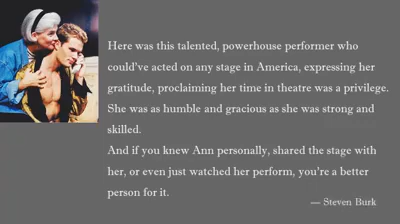 Here was this talented, powerhouse performer who
could've acted on any stage in America, expressing her
gratitude, proclaiming her time in theatre was a privilege.
She was as humble and gracious as she was strong and
skilled.
And if you knew Ann personally, shared the stage with
her, or even just watched her perform, you're a better
person for it.
— Steven Burk